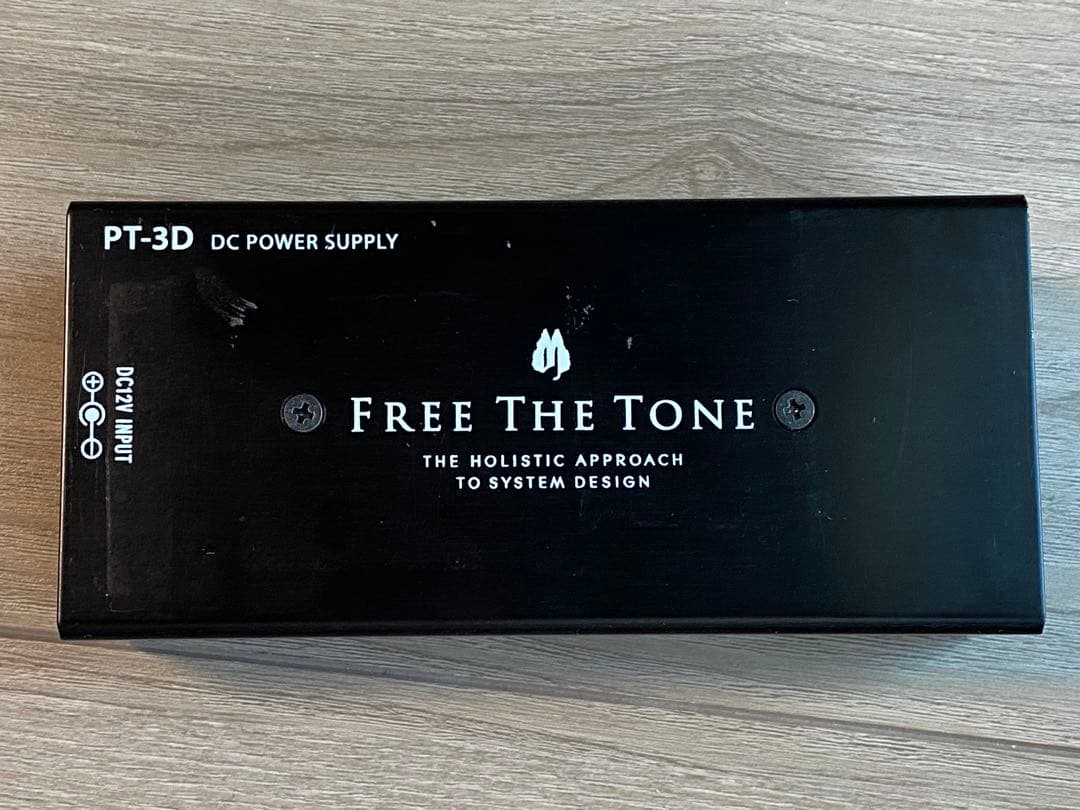 PT-3D DC POWER SUPPLY
DC12V INPUT
FREE THE TONE
THE HOLISTIC APPROACH
TO SYSTEM DESIGN